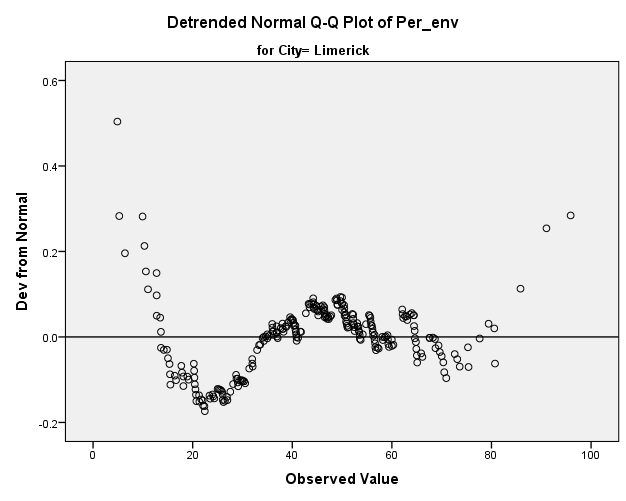 Detrended Normal Q-Q Plot of Per_env
for City= Limerick
Dev from Normal
0.6
0.4
0.2
0.0
-0.2
0 20 40 60 80 100
Observed Value